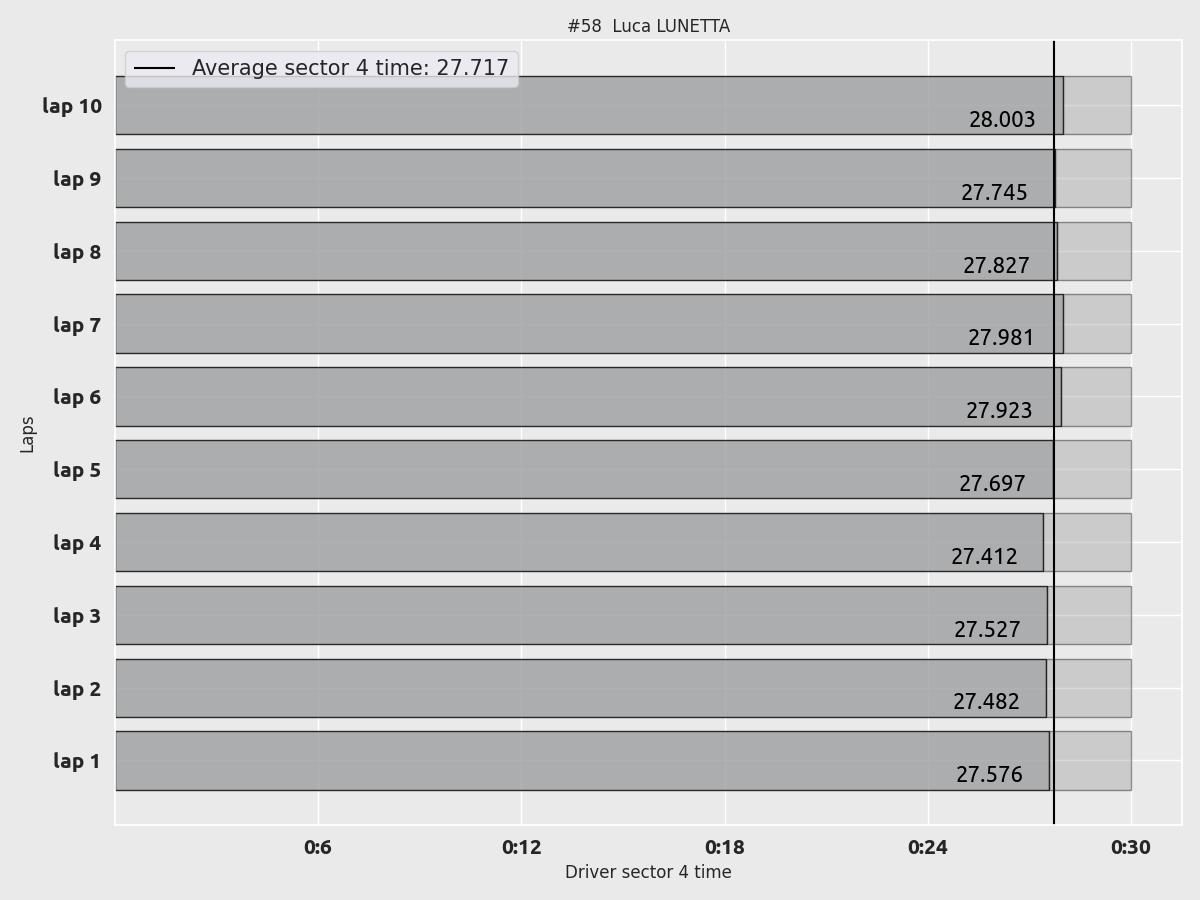 #58  Luca LUNETTA
Average sector 4 time: 27.717
lap 10
28.003
lap 9
27.745
lap 8
27.827
lap 7
27.981
lap 6
27.923
lap 5
27.697
lap 4
27.412
lap 3
27.527
lap 2
27.482
lap 1
27.576
Laps
0:6 0:12 0:18 0:24 0:30
Driver sector 4 time